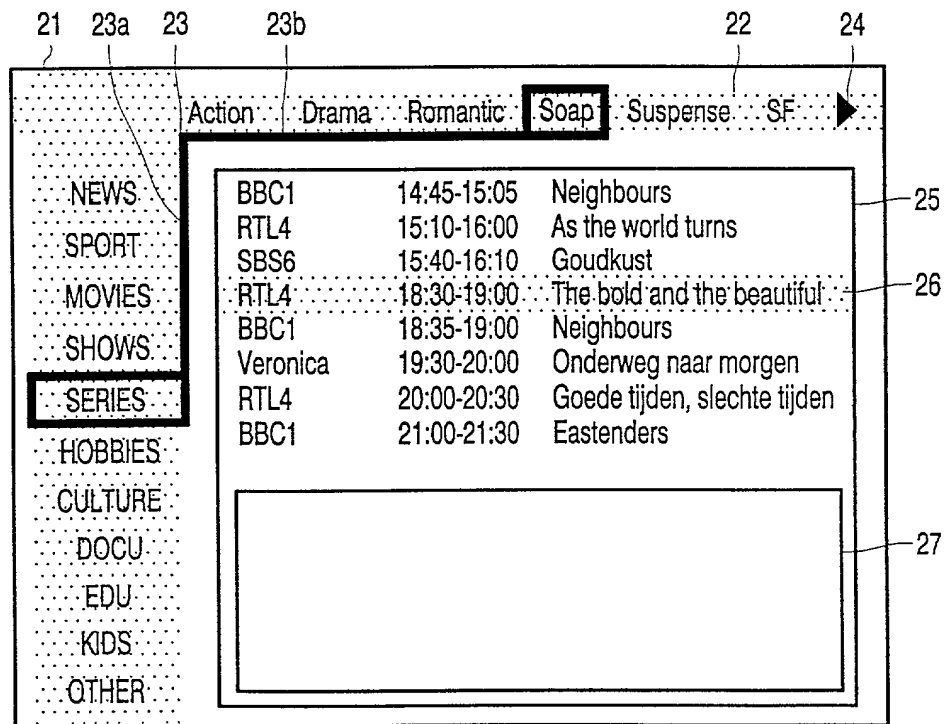 21 23a 23 23b 22 24
Action Drama Romantic Soap Suspense SF
NEWS
SPORT
MOVIES
SHOWS
SERIES
HOBBIES
CULTURE
DOCU
EDU
KIDS
OTHER
BBC1 14:45-15:05 Neighbours
RTL4 15:10-16:00 As the world turns
SBS6 15:40-16:10 Goudkust
RTL4 18:30-19:00 The bold and the beautiful
BBC1 18:35-19:00 Neighbours
Veronica 19:30-20:00 Onderweg naar morgen
RTL4 20:00-20:30 Goede tijden, slechte tijden
BBC1 21:00-21:30 Eastenders
25
26
27